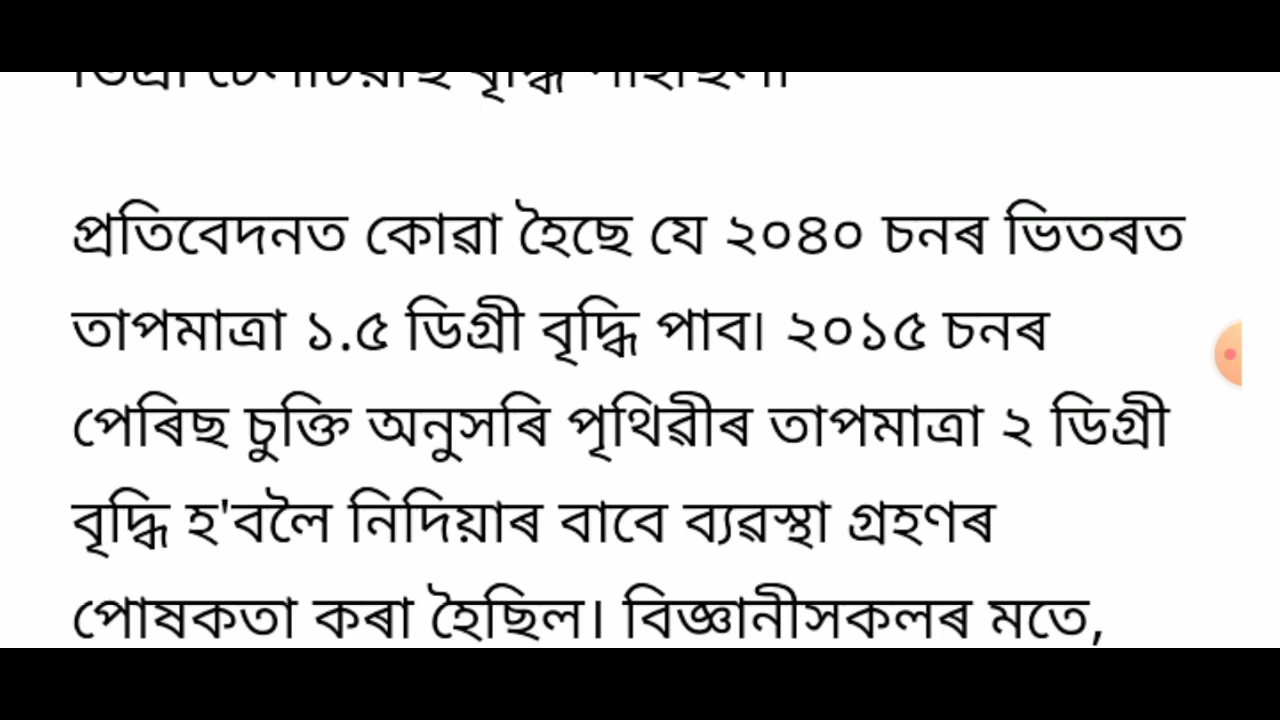 প্ৰতিবেদনত কোৱা হৈছে যে ২০৪০ চনৰ ভিতৰত
তাপমাত্ৰা ১.৫ ডিগ্ৰী বৃদ্ধি পাব। ২০১৫ চনৰ
পেৰিছ চুক্তি অনুসৰি পৃথিৱীৰ তাপমাত্ৰা ২ ডিগ্ৰী
বৃদ্ধি হ'বলৈ নিদিয়াৰ বাবে ব্যৱস্থা গ্ৰহণৰ
পোষকতা কৰা হৈছিল। বিজ্ঞানীসকলৰ মতে,